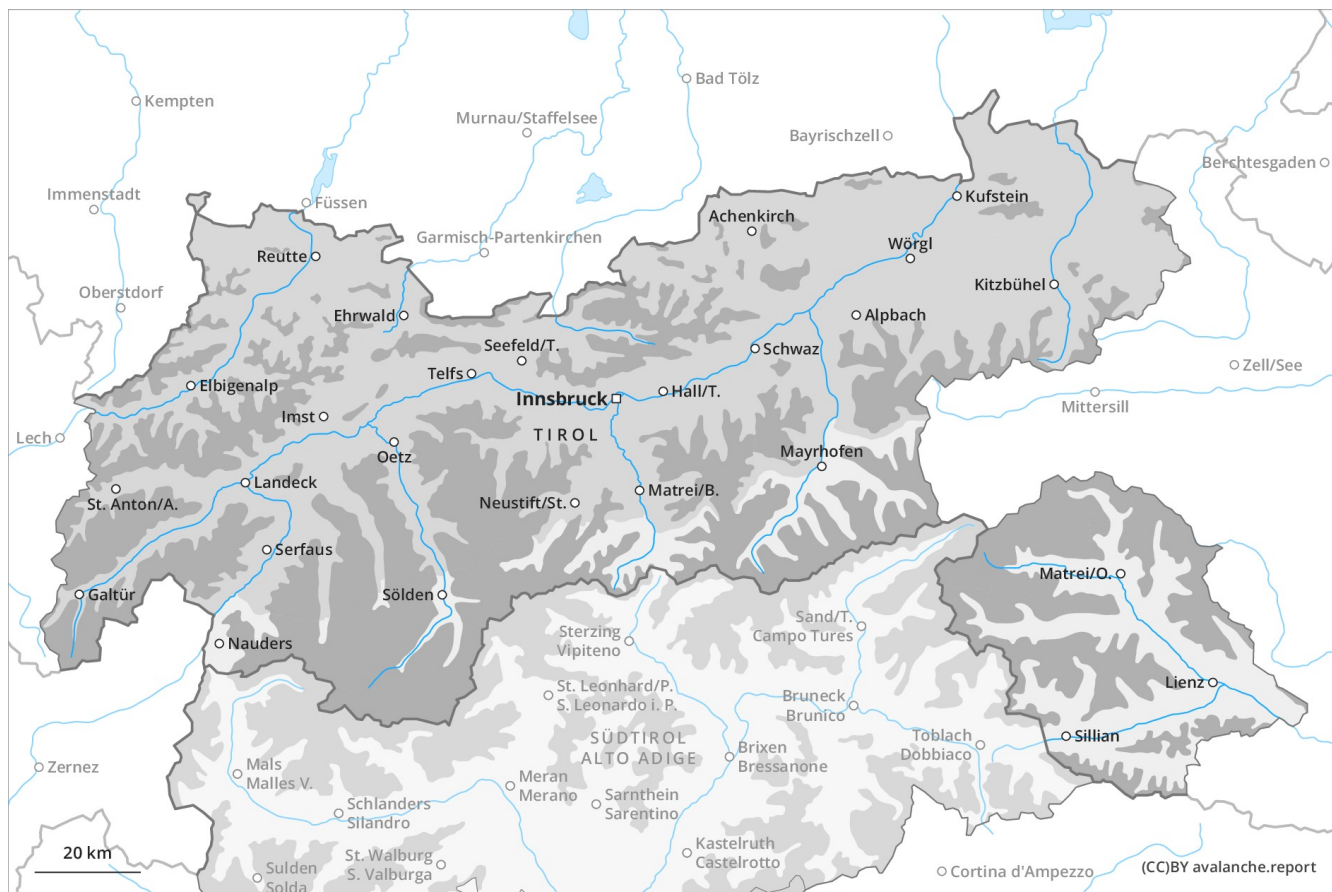 Kempten
Bad Tölz
Murnau/Staffelsee
Bayrischzell
Berchtesgaden
Immenstadt
Füssen
Kufstein
Achenkirch
Garmisch-Partenkirchen
Wörgl
Reutte
Oberstdorf
Kitzbühel
Ehrwald
Alpbach
Seefeld/T.
Schwaz
Zell/See
Telfs
Elbigenalp
Hall/T.
Innsbruck
Mittersill
Imst
TIROL
Lech
Oetz
Mayrhofen
Landeck
Matrei/B.
St. Anton/A.
Neustift/St.
Serfaus
Matrei/O.
Galtür
Sölden
Sand/T.
Campo Tures
Sterzing
Vipiteno
Nauders
Lienz
St. Leonhard/P.
S. Leonardo i. P.
Bruneck
Brunico
SÜDTIROL
ALTO ADIGE
Toblach
Dobbiaco
Sillian
Brixen
Bressanone
Zernez
Mals
Malles V.
Meran
Merano
Sarnthein
Sarentino
Schlanders
Silandro
20 km
St. Walburg
S. Valburga
Kastelruth
Castelrotto
Sulden
Solda
Cortina d'Ampezzo
(CC)BY avalanche.report